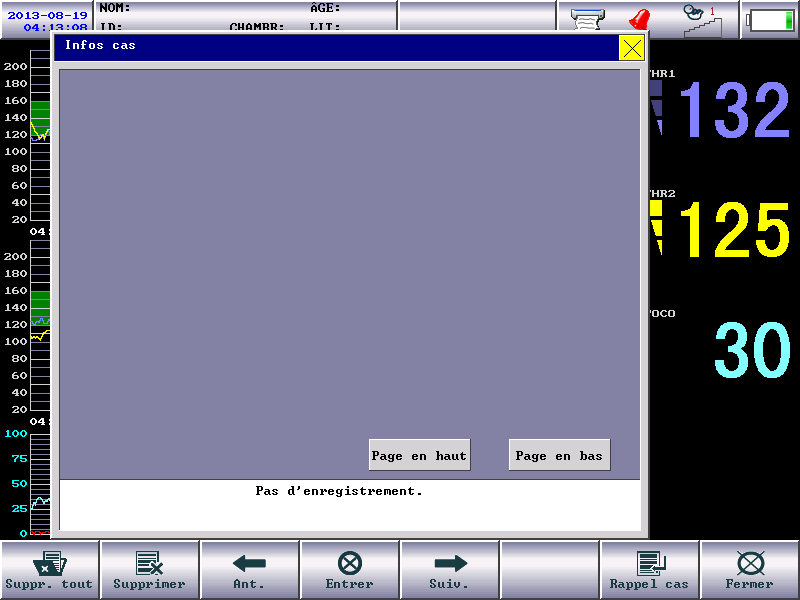 2013-08-19
04:13:08
NOM:
AGE:
ID:
CHAMBR:
LIT:
1
Infos cas
200
180
160
140
120
100
80
60
40
20
04:
200
180
160
140
120
100
80
60
40
20
04:
100
75
50
25
0
FHR1
132
FHR2
125
TOCO
30
Page en haut
Page en bas
Pas d'enregistrement.
Suppr. tout
Supprimer
Ant.
Entrer
Suiv.
Rappel cas
Fermer